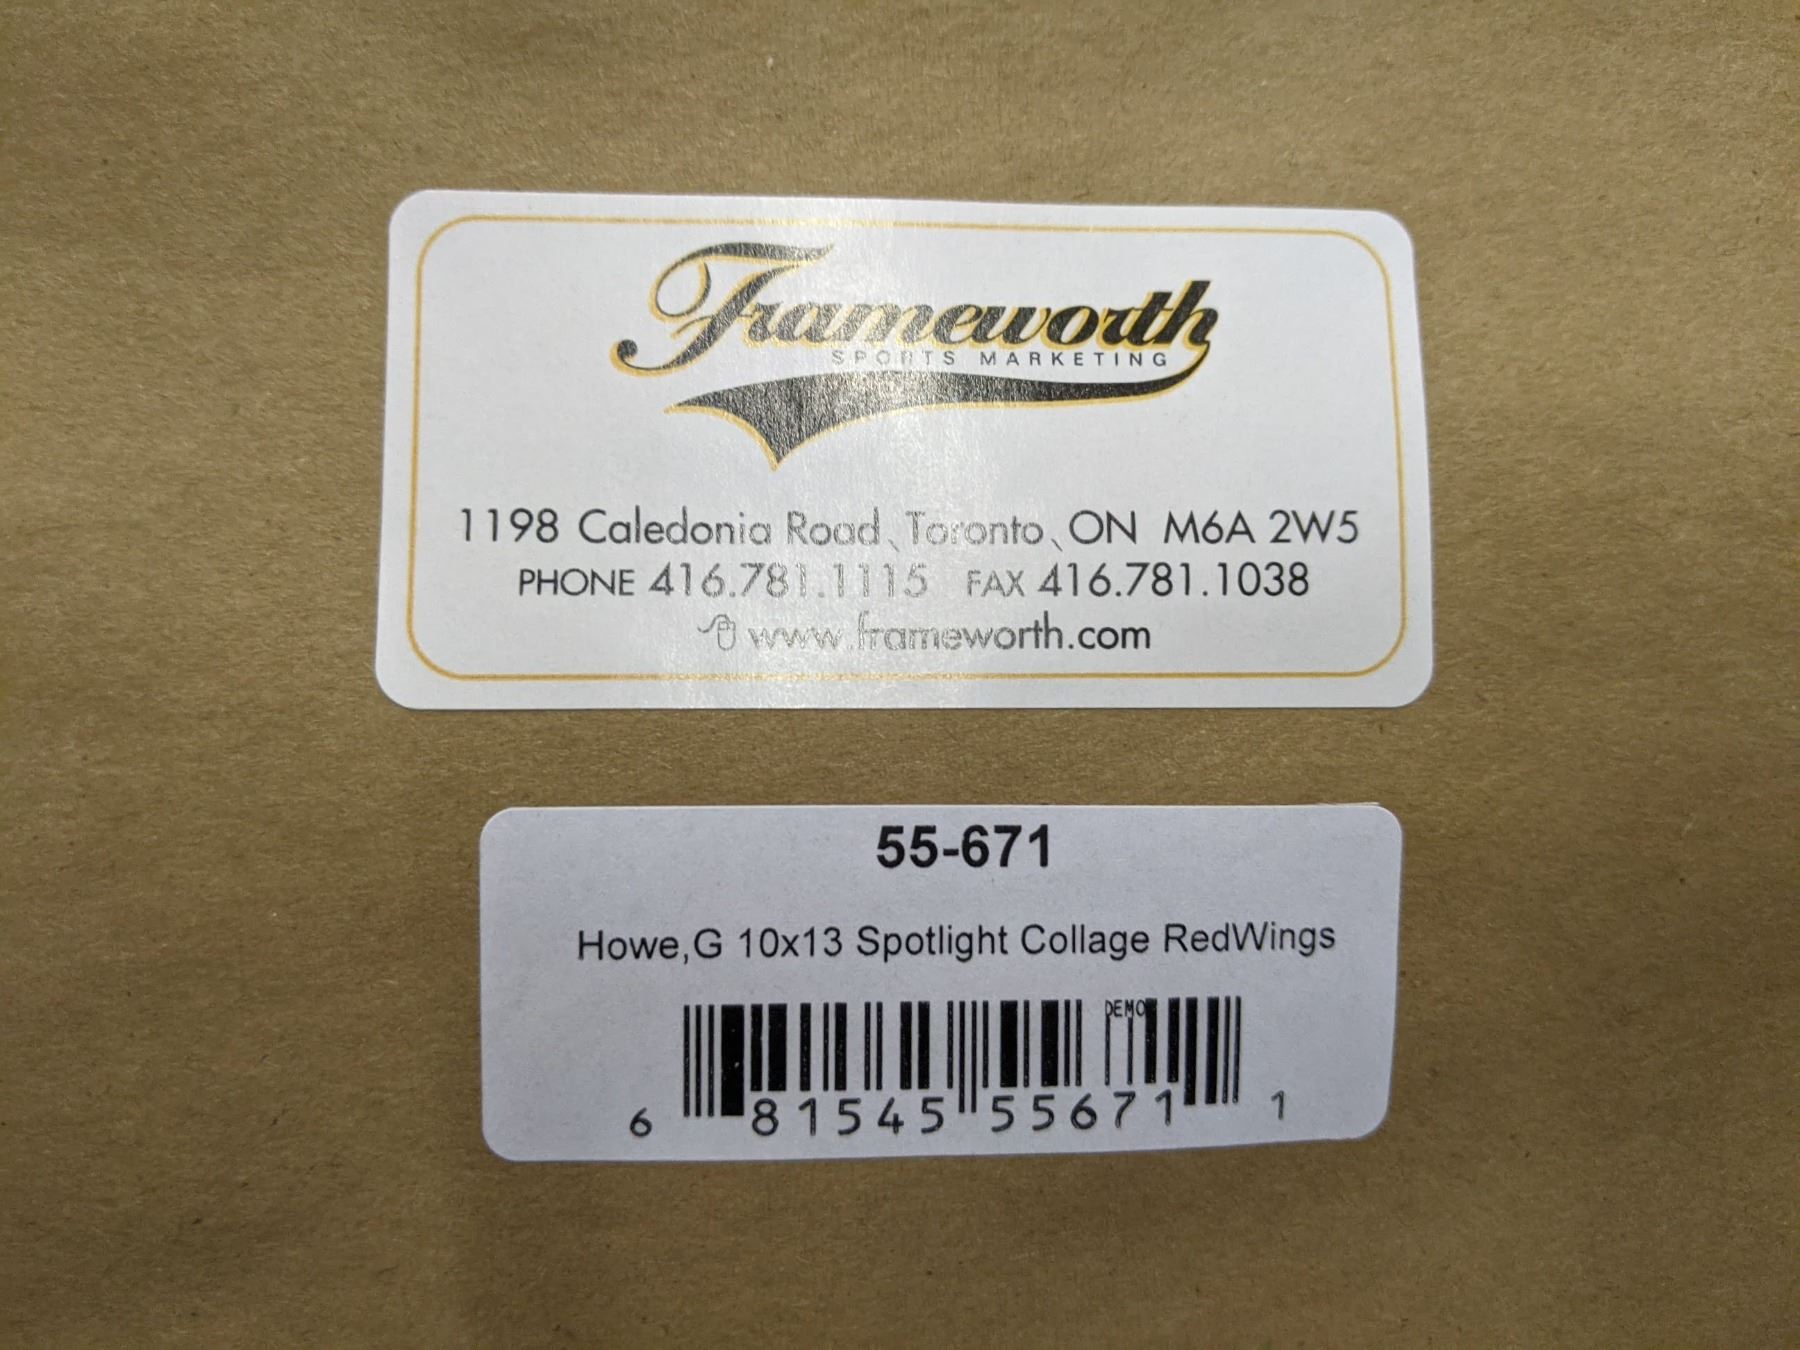 Frameworth
SPORTS MARKETING
1198 Caledonia Road, Toronto, ON M6A 2W5
PHONE 416.781.1115 FAX 416.781.1038
www.frameworth.com
55-671
Howe,G 10x13 Spotlight Collage RedWings
DEMO
6 81545 55671 1